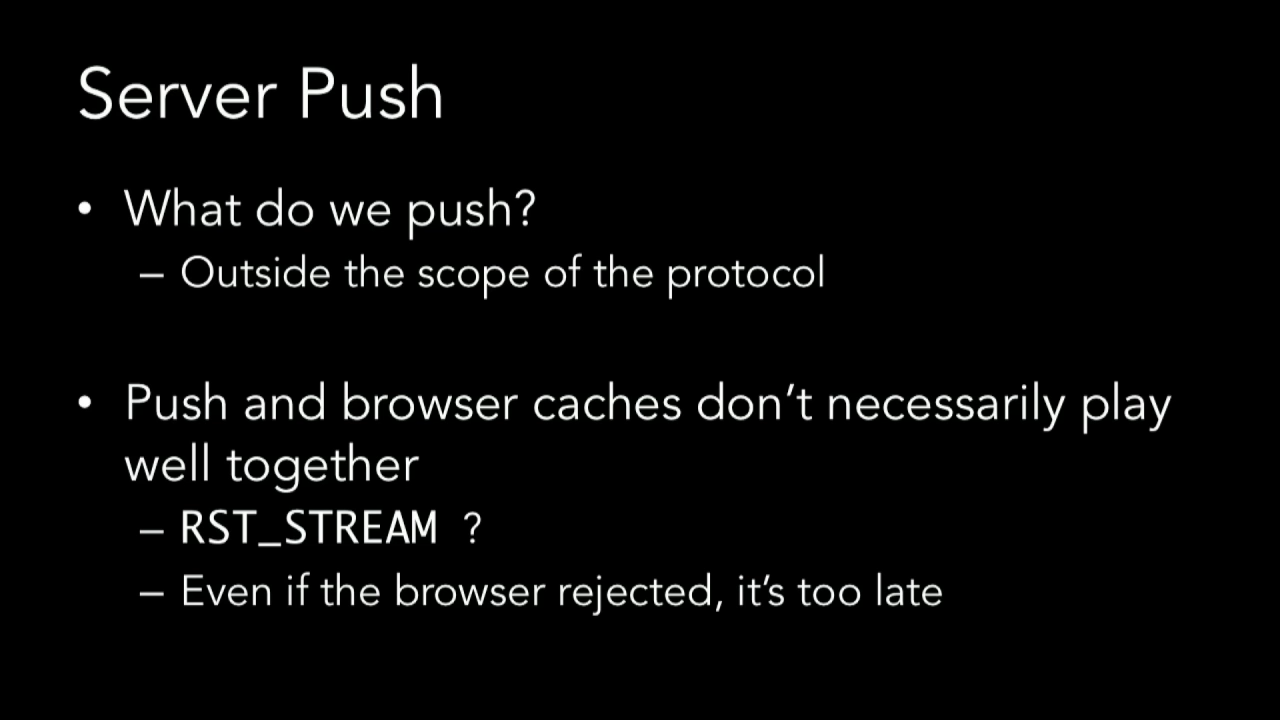 Server Push
• What do we push?
– Outside the scope of the protocol
• Push and browser caches don’t necessarily play
well together
– RST_STREAM ?
– Even if the browser rejected, it’s too late